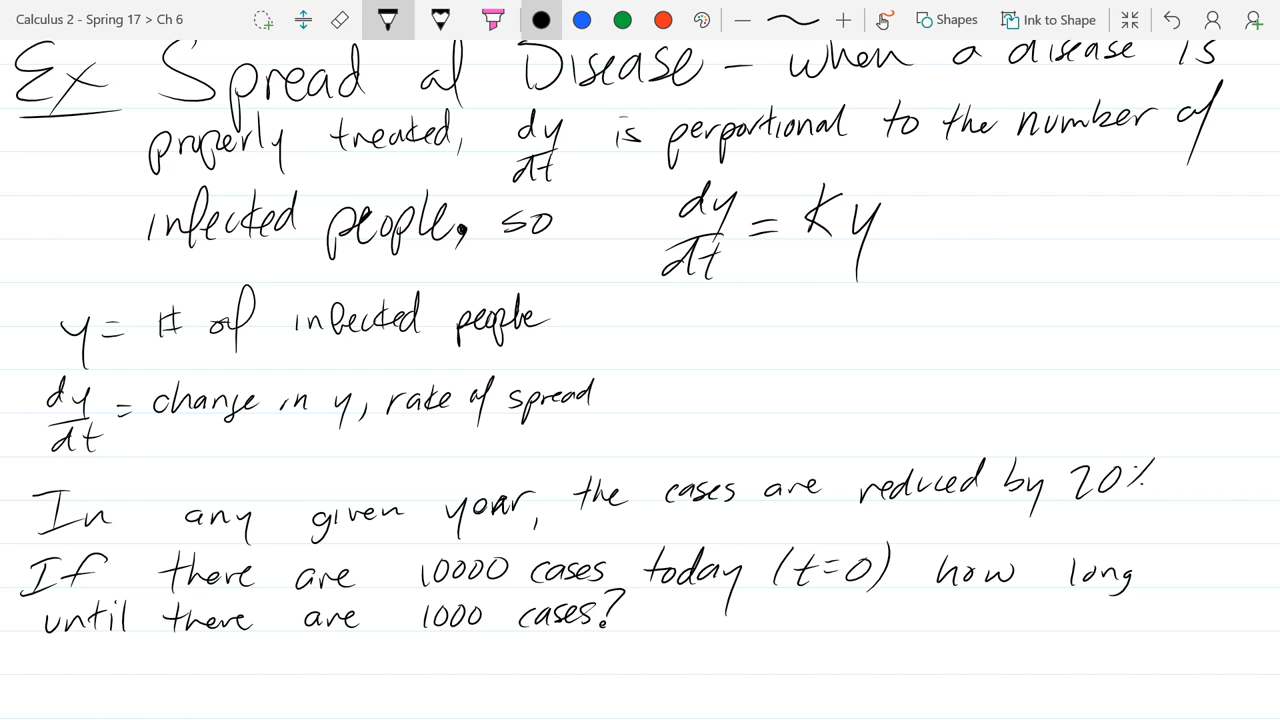 Calculus 2 - Spring 17 > Ch 6
Shapes
Ink to Shape
Ex Spread of Disease - when a disease is
properly treated, dy/dt is perportional to the number of
infected people, so dy/dt = Ky
y = # of infected people
dy/dt = change in y, rate of spread
In any given year, the cases are reduced by 20%
If there are 10000 cases today (t=0) how long
until there are 1000 cases?